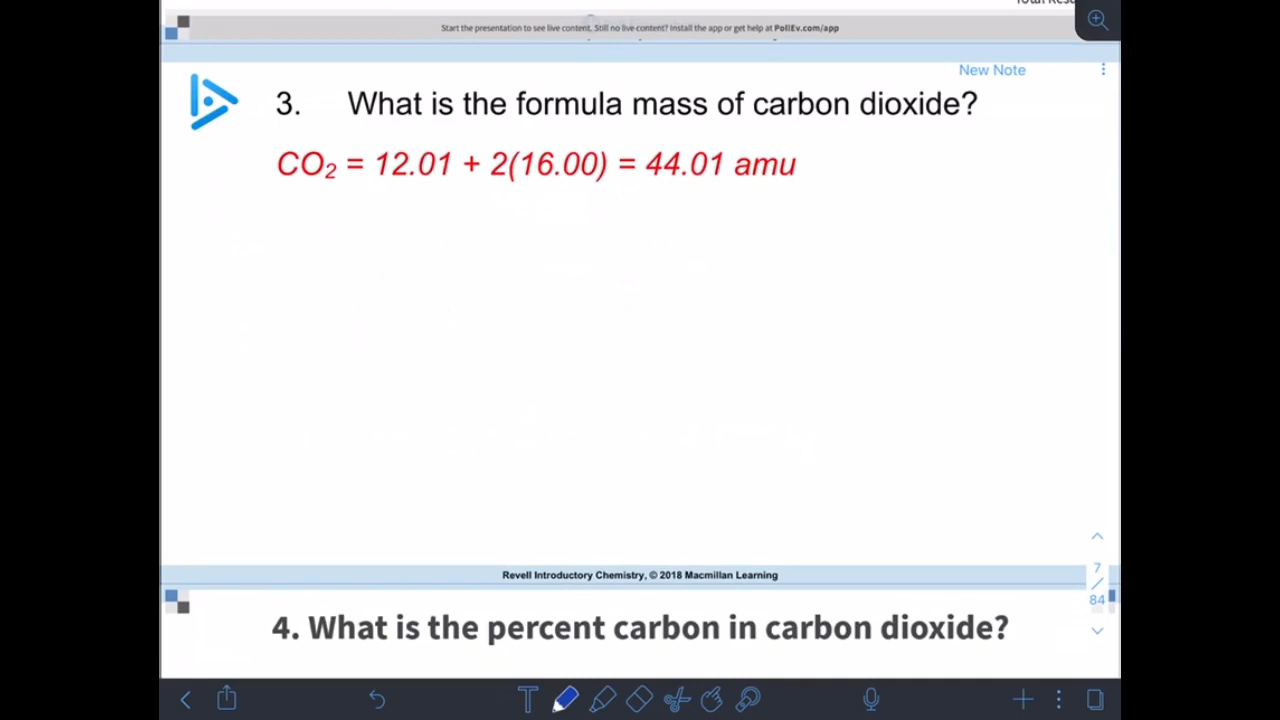 Start the presentation to see live content. Still no live content? Install the app or get help at PollEv.com/app
New Note
3. What is the formula mass of carbon dioxide?
CO₂ = 12.01 + 2(16.00) = 44.01 amu
7
84
Revell Introductory Chemistry, © 2018 Macmillan Learning
4. What is the percent carbon in carbon dioxide?